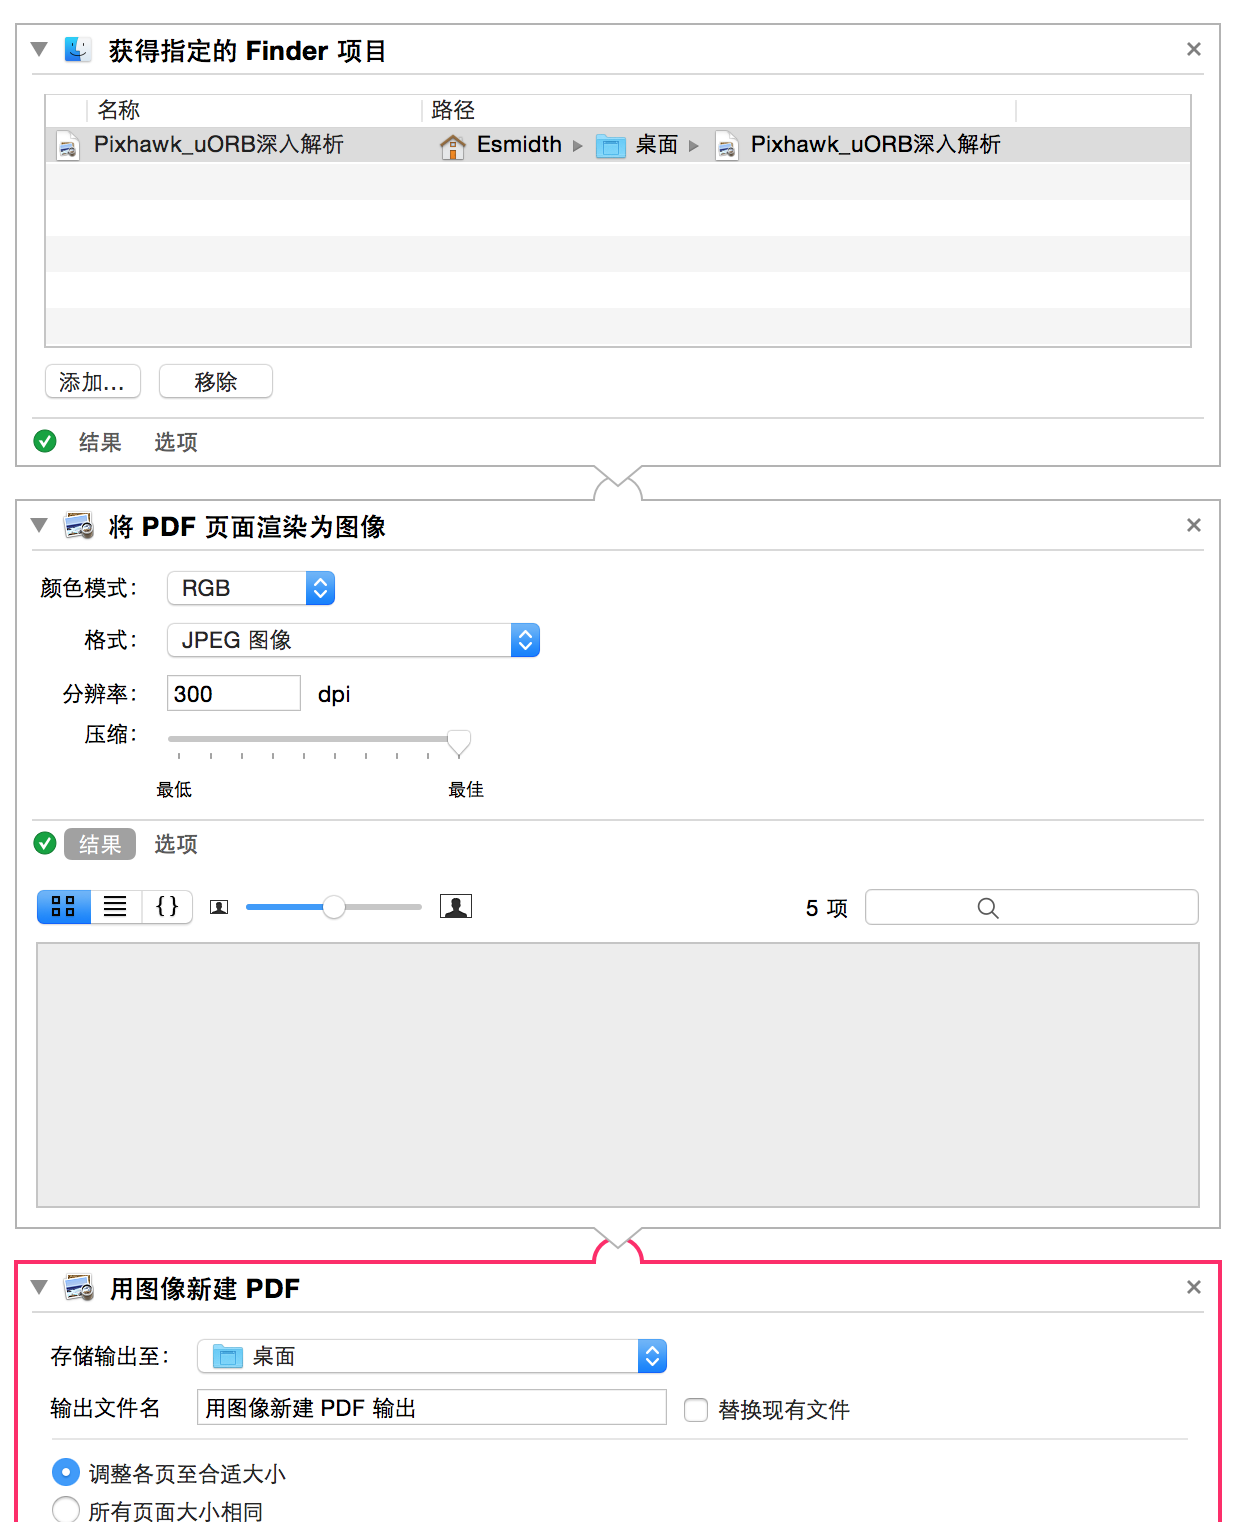 获得指定的 Finder 项目
名称 路径
Pixhawk_uORB深入解析 Esmidth 桌面 Pixhawk_uORB深入解析
添加... 移除
结果 选项
将 PDF 页面渲染为图像
颜色模式： RGB
格式： JPEG 图像
分辨率： 300 dpi
压缩：
最低 最佳
结果 选项
{} 5 项
用图像新建 PDF
存储输出至： 桌面
输出文件名 用图像新建 PDF 输出 替换现有文件
调整各页至合适大小
所有页面大小相同